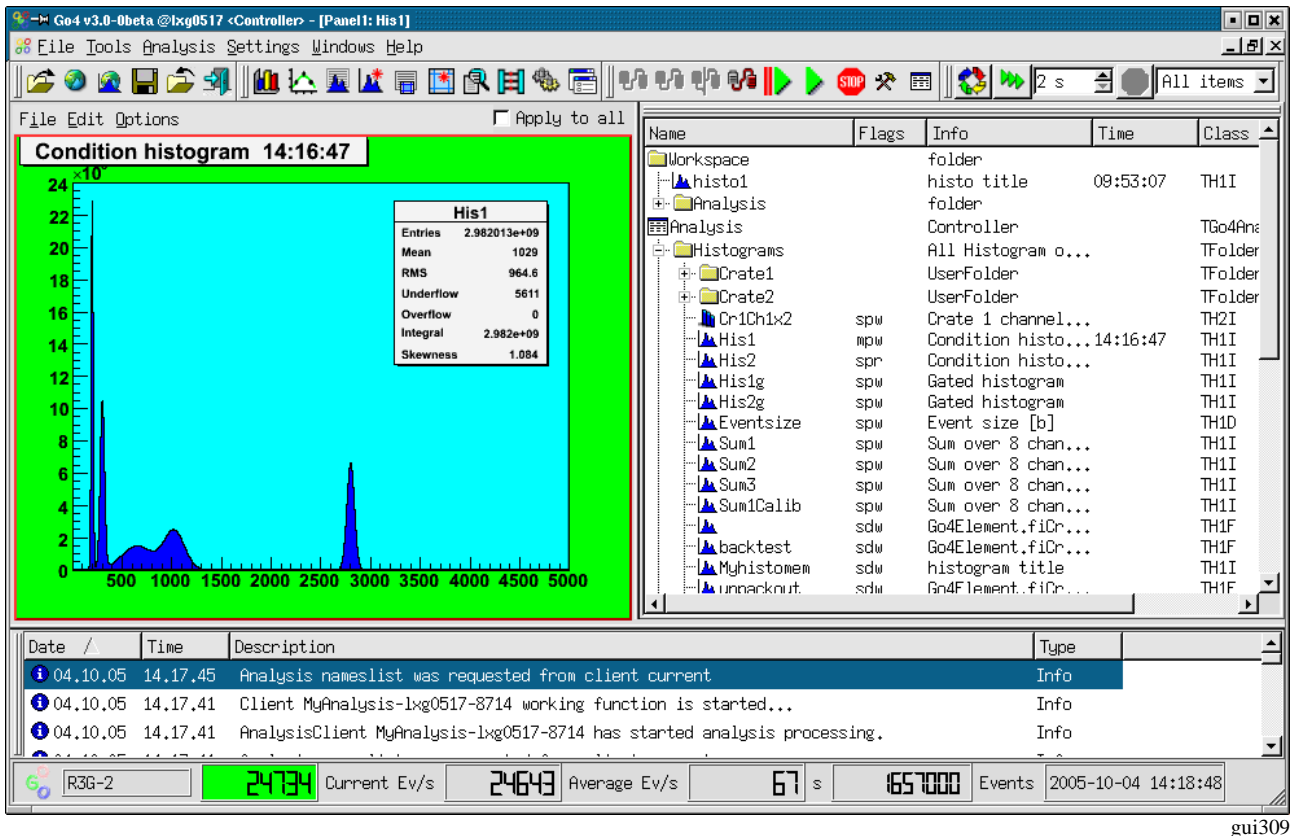 Go4 v3.0-0beta @lxg0517 <Controller> - [Panel1: His1]
File Tools Analysis Settings Windows Help
STOP 2 s All items
File Edit Options Apply to all
Condition histogram 14:16:47
24
22
20
18
16
14
12
10
8
6
4
2
0
500 1000 1500 2000 2500 3000 3500 4000 4500 5000
His1
Entries 2.982013e+09
Mean 1029
RMS 964.6
Underflow 5611
Overflow 0
Integral 2.982e+09
Skewness 1.084
Name Flags Info Time Class
Workspace folder
histo1 histo title 09:53:07 TH1I
Analysis folder
Analysis Controller TGo4Ana
Histograms All Histogram o... TFolder
Crate1 UserFolder TFolder
Crate2 UserFolder TFolder
Cr1Ch1x2 spw Crate 1 channel... TH2I
His1 mpw Condition histo... 14:16:47 TH1I
His2 spr Condition histo... TH1I
His1g spw Gated histogram TH1I
His2g spw Gated histogram TH1I
Eventsize spw Event size [b] TH1D
Sum1 spw Sum over 8 chan... TH1I
Sum2 spw Sum over 8 chan... TH1I
Sum3 spw Sum over 8 chan... TH1I
Sum1Calib spw Sum over 8 chan... TH1I
sdw Go4Element.fiCr... TH1F
backtest sdw Go4Element.fiCr... TH1F
Myhistomem sdw histogram title TH1I
unpackout sdw Go4Element.fiCr... TH1F
Date Time Description Type
04.10.05 14.17.45 Analysis nameslist was requested from client current Info
04.10.05 14.17.41 Client MyAnalysis-lxg0517-8714 working function is started... Info
04.10.05 14.17.41 AnalysisClient MyAnalysis-lxg0517-8714 has started analysis processing. Info
R3G-2 24734 Current Ev/s 24643 Average Ev/s 67 s 1657000 Events 2005-10-04 14:18:48
gui309